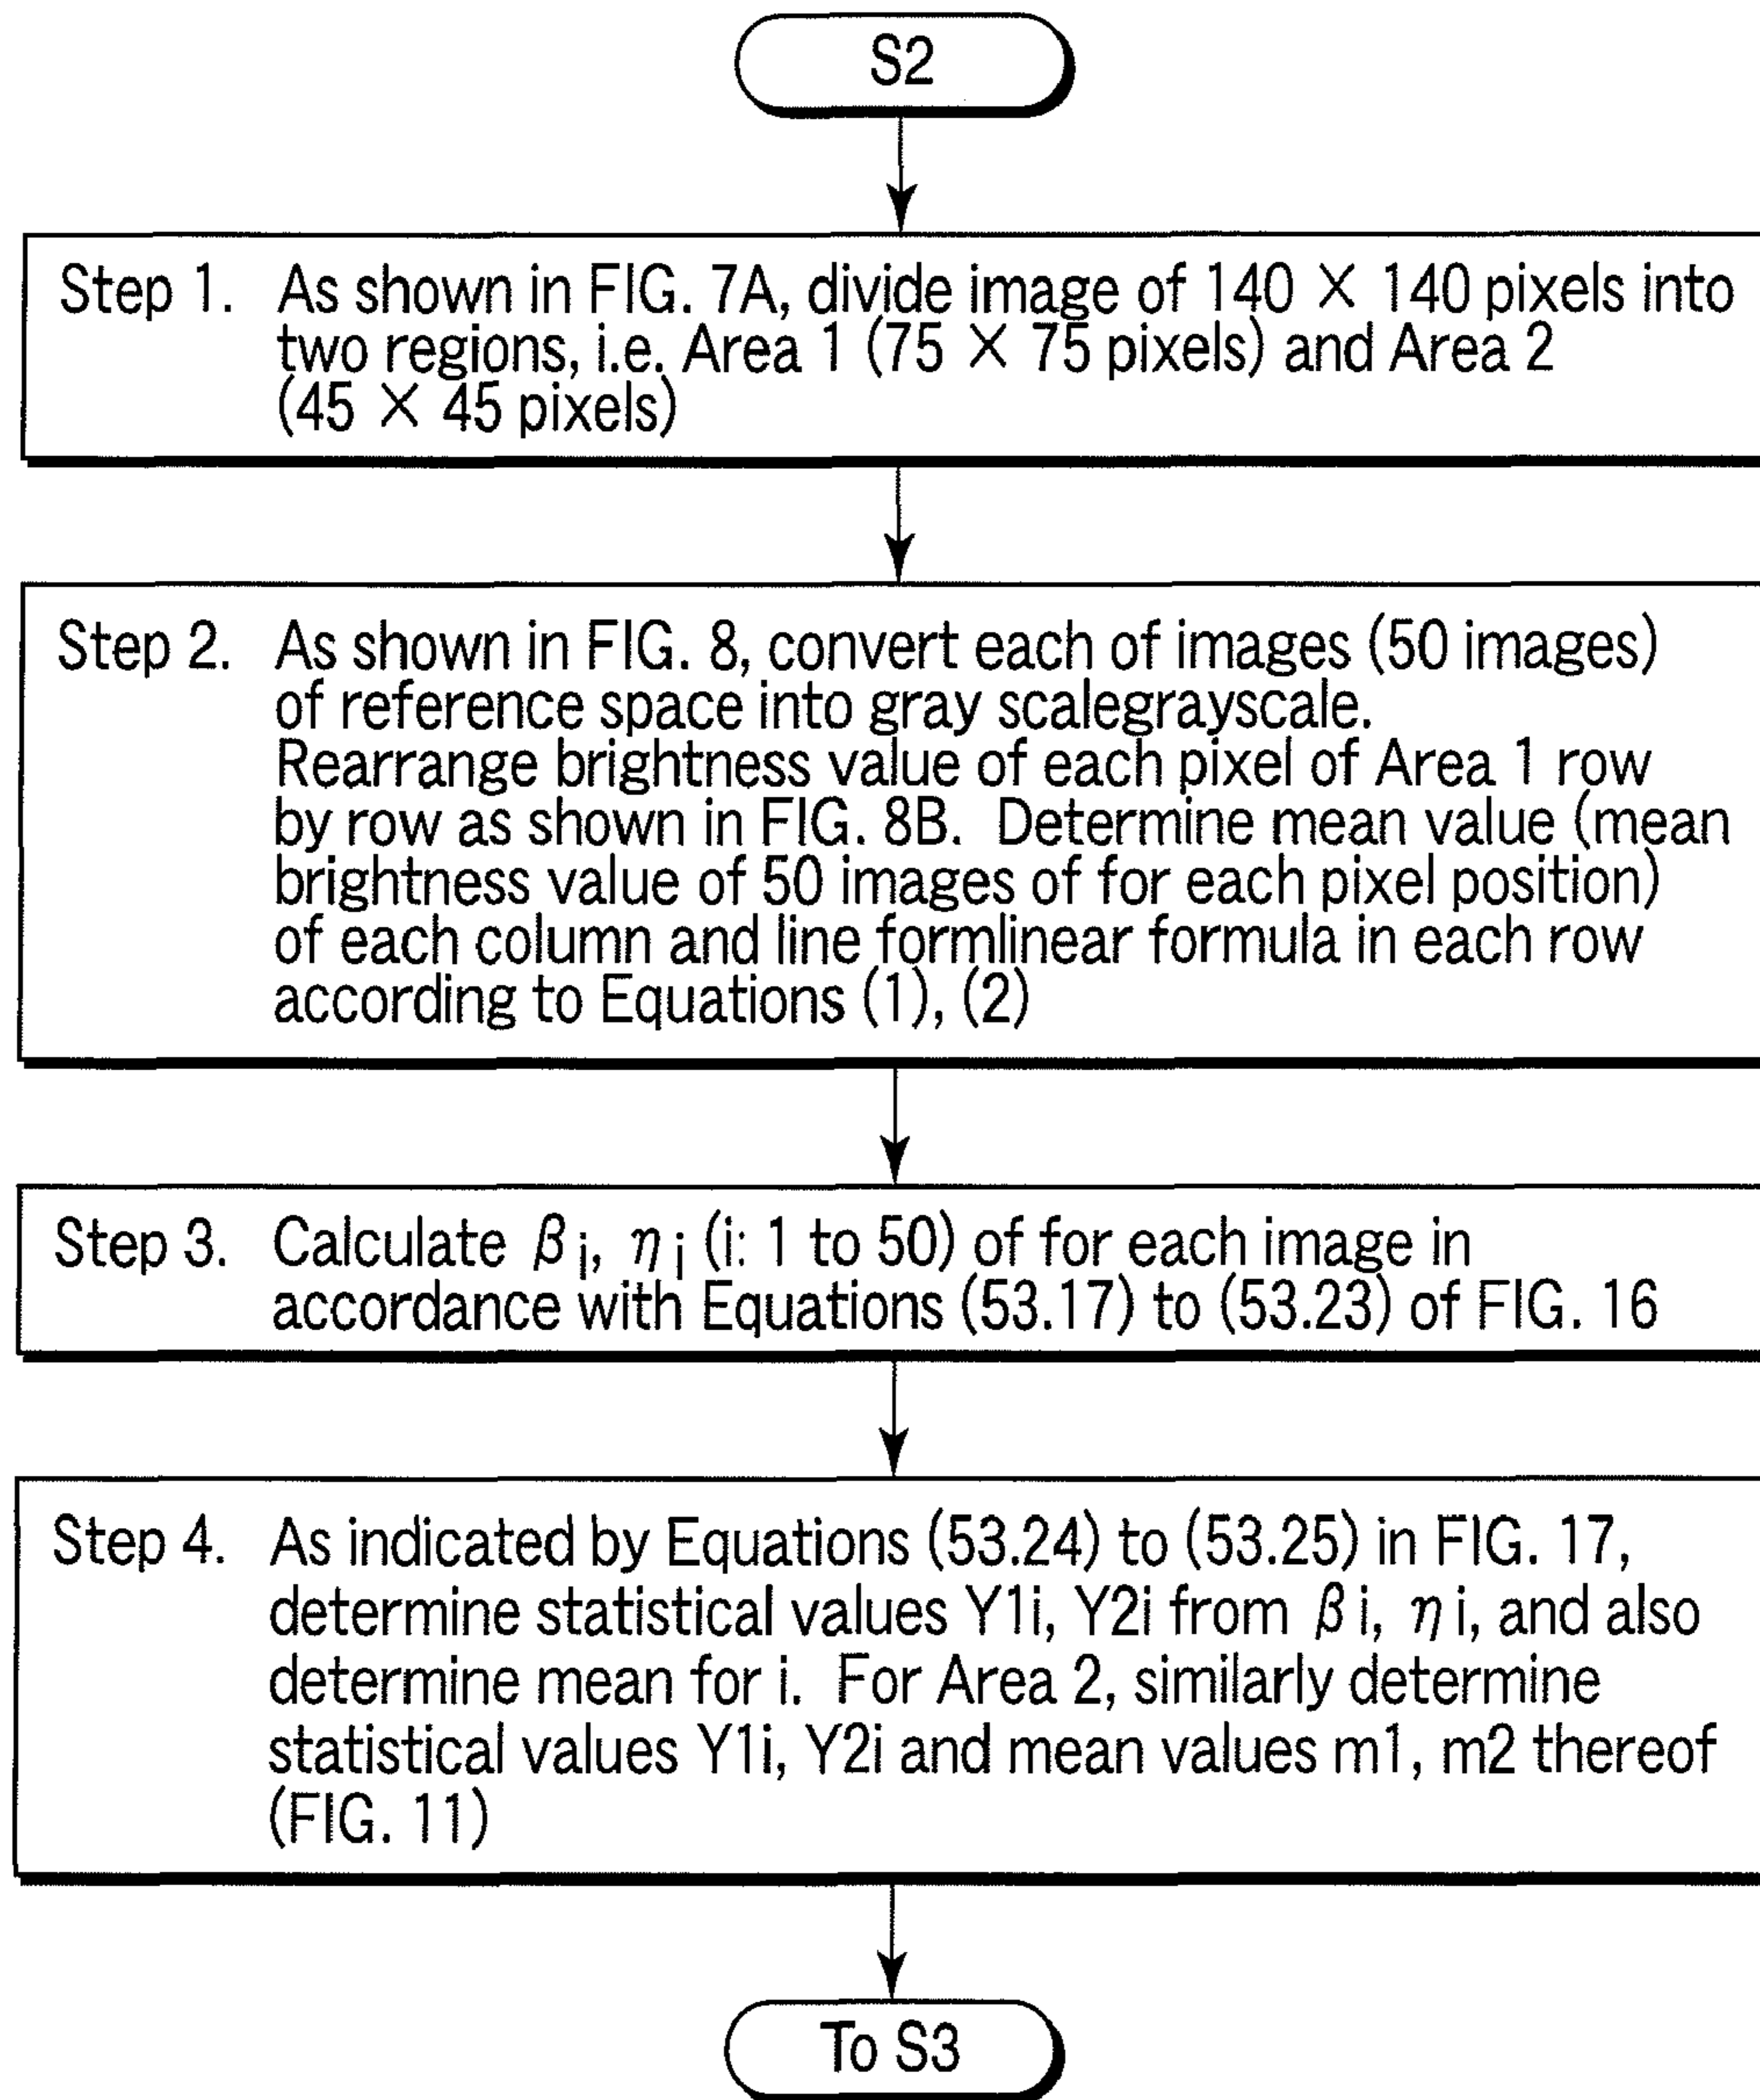 S2
Step 1. As shown in FIG. 7A, divide image of 140 × 140 pixels into
two regions, i.e. Area 1 (75 × 75 pixels) and Area 2
(45 × 45 pixels)
Step 2. As shown in FIG. 8, convert each of images (50 images)
of reference space into gray scalegrayscale.
Rearrange brightness value of each pixel of Area 1 row
by row as shown in FIG. 8B. Determine mean value (mean
brightness value of 50 images of for each pixel position)
of each column and line formlinear formula in each row
according to Equations (1), (2)
Step 3. Calculate β i, η i (i: 1 to 50) of for each image in
accordance with Equations (53.17) to (53.23) of FIG. 16
Step 4. As indicated by Equations (53.24) to (53.25) in FIG. 17,
determine statistical values Y1i, Y2i from β i, η i, and also
determine mean for i. For Area 2, similarly determine
statistical values Y1i, Y2i and mean values m1, m2 thereof
(FIG. 11)
To S3